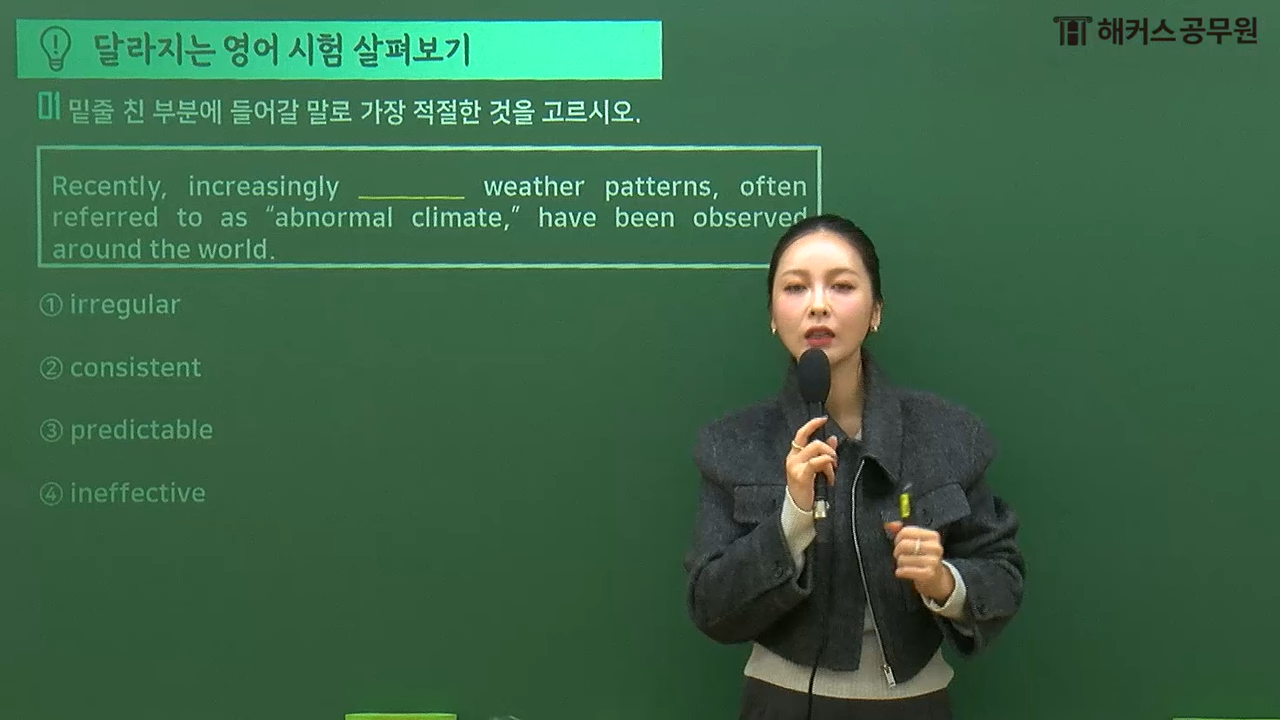 해커스공무원
달라지는 영어 시험 살펴보기
01 밑줄 친 부분에 들어갈 말로 가장 적절한 것을 고르시오.
Recently, increasingly ________ weather patterns, often
referred to as “abnormal climate,” have been observed
around the world.
① irregular
② consistent
③ predictable
④ ineffective